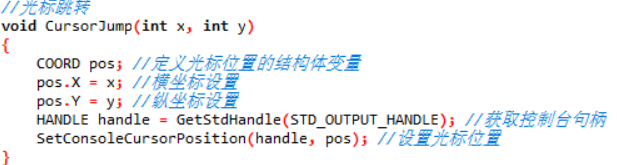 //光标跳转
void CursorJump(int x, int y)
{
COORD pos; //定义光标位置的结构体变量
pos.X = x; //横坐标设置
pos.Y = y; //纵坐标设置
HANDLE handle = GetStdHandle(STD_OUTPUT_HANDLE); //获取控制台句柄
SetConsoleCursorPosition(handle, pos); //设置光标位置
}